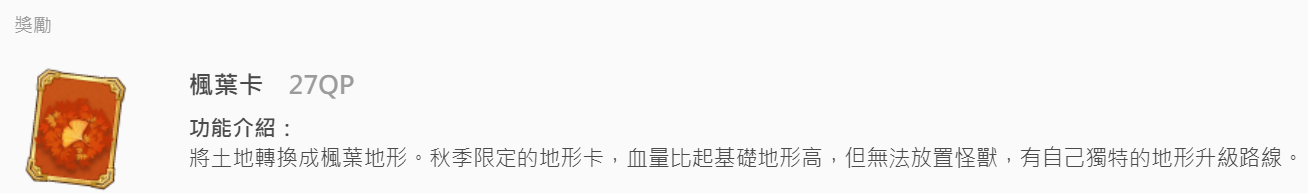 獎勵
楓葉卡 27QP
功能介紹：
將土地轉換成楓葉地形。秋季限定的地形卡，血量比起基礎地形高，但無法放置怪獸，有自己獨特的地形升級路線。